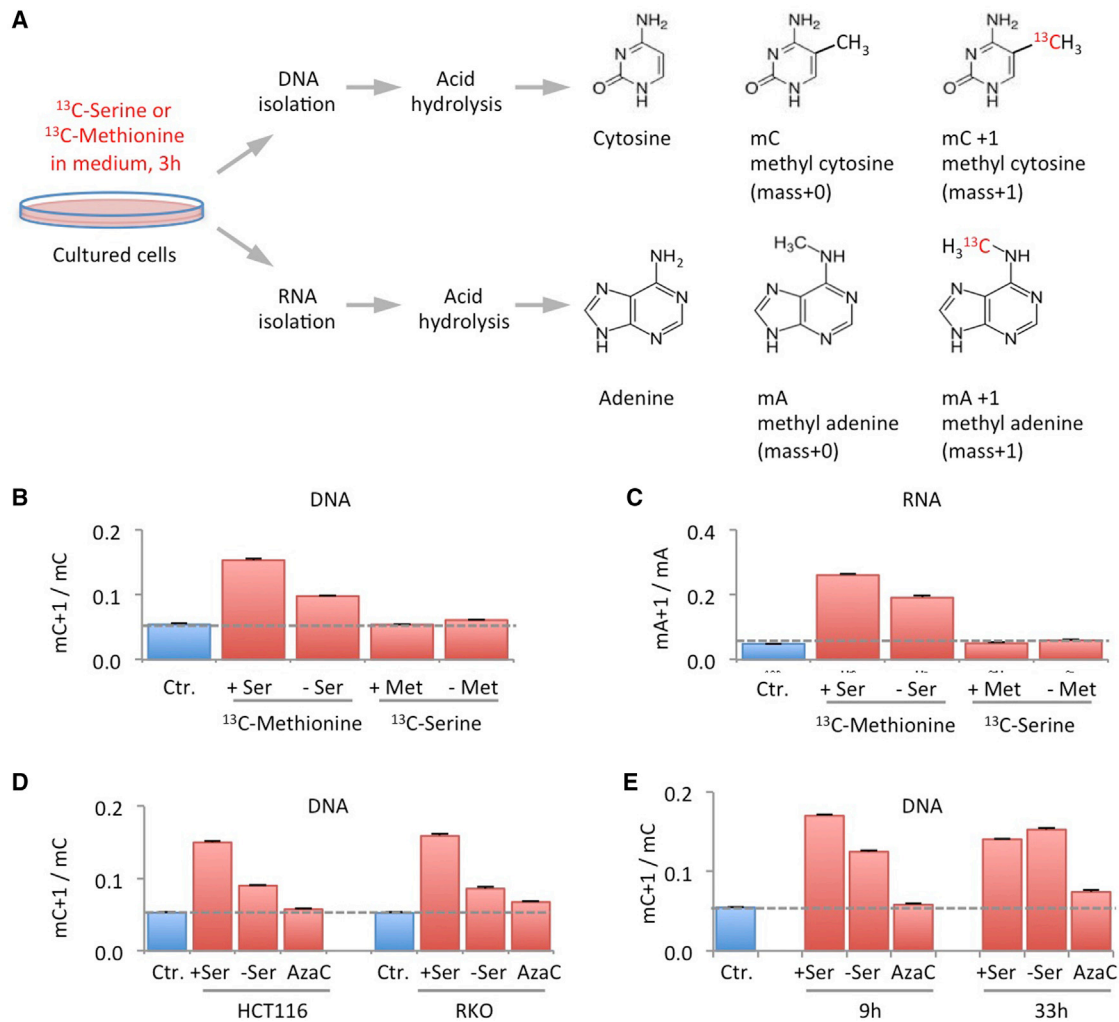 A
¹³C-Serine or
¹³C-Methionine
in medium, 3h
Cultured cells
DNA
isolation
Acid
hydrolysis
NH₂
N
O
N
H
Cytosine
NH₂
CH₃
N
O
N
H
mC
methyl cytosine
(mass+0)
NH₂
¹³CH₃
N
O
N
H
mC +1
methyl cytosine
(mass+1)
RNA
isolation
Acid
hydrolysis
NH₂
N
N
N
H
N
Adenine
H₃C
NH
N
N
N
H
N
mA
methyl adenine
(mass+0)
H₃¹³C
NH
N
N
N
H
N
mA +1
methyl adenine
(mass+1)
B
DNA
mC+1 / mC
0.2
0.1
0.0
Ctr. + Ser - Ser + Met - Met
¹³C-Methionine ¹³C-Serine
C
RNA
mA+1 / mA
0.4
0.2
0.0
Ctr. + Ser - Ser + Met - Met
¹³C-Methionine ¹³C-Serine
D
DNA
mC+1 / mC
0.2
0.1
0.0
Ctr. +Ser -Ser AzaC Ctr. +Ser -Ser AzaC
HCT116 RKO
E
DNA
mC+1 / mC
0.2
0.1
0.0
Ctr. +Ser -Ser AzaC +Ser -Ser AzaC
9h 33h